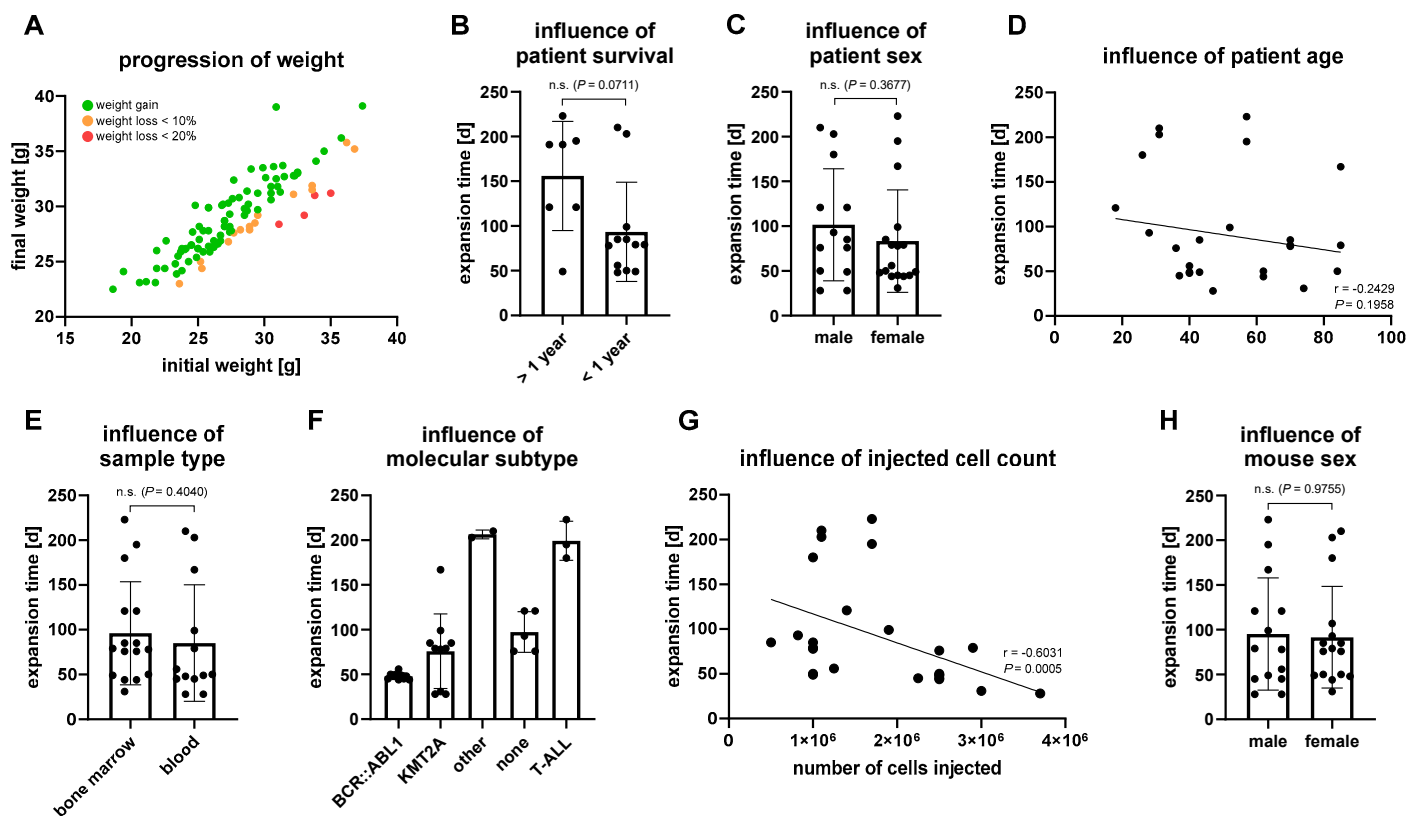 A
progression of weight
final weight [g]
40
35
30
25
20
weight gain
weight loss < 10%
weight loss < 20%
15
20
25
30
35
40
initial weight [g]
B
influence of
patient survival
n.s. (P = 0.0711)
expansion time [d]
250
200
150
100
50
0
> 1 year
< 1 year
C
influence of
patient sex
n.s. (P = 0.3677)
expansion time [d]
250
200
150
100
50
0
male
female
D
influence of patient age
expansion time [d]
250
200
150
100
50
0
r = -0.2429
P = 0.1958
0
20
40
60
80
100
E
influence of
sample type
n.s. (P = 0.4040)
expansion time [d]
250
200
150
100
50
0
bone marrow
blood
F
influence of
molecular subtype
expansion time [d]
250
200
150
100
50
0
BCR::ABL1
KMT2A
other
none
T-ALL
G
influence of injected cell count
expansion time [d]
250
200
150
100
50
0
r = -0.6031
P = 0.0005
0
1×10⁶
2×10⁶
3×10⁶
4×10⁶
number of cells injected
H
influence of
mouse sex
n.s. (P = 0.9755)
expansion time [d]
250
200
150
100
50
0
male
female